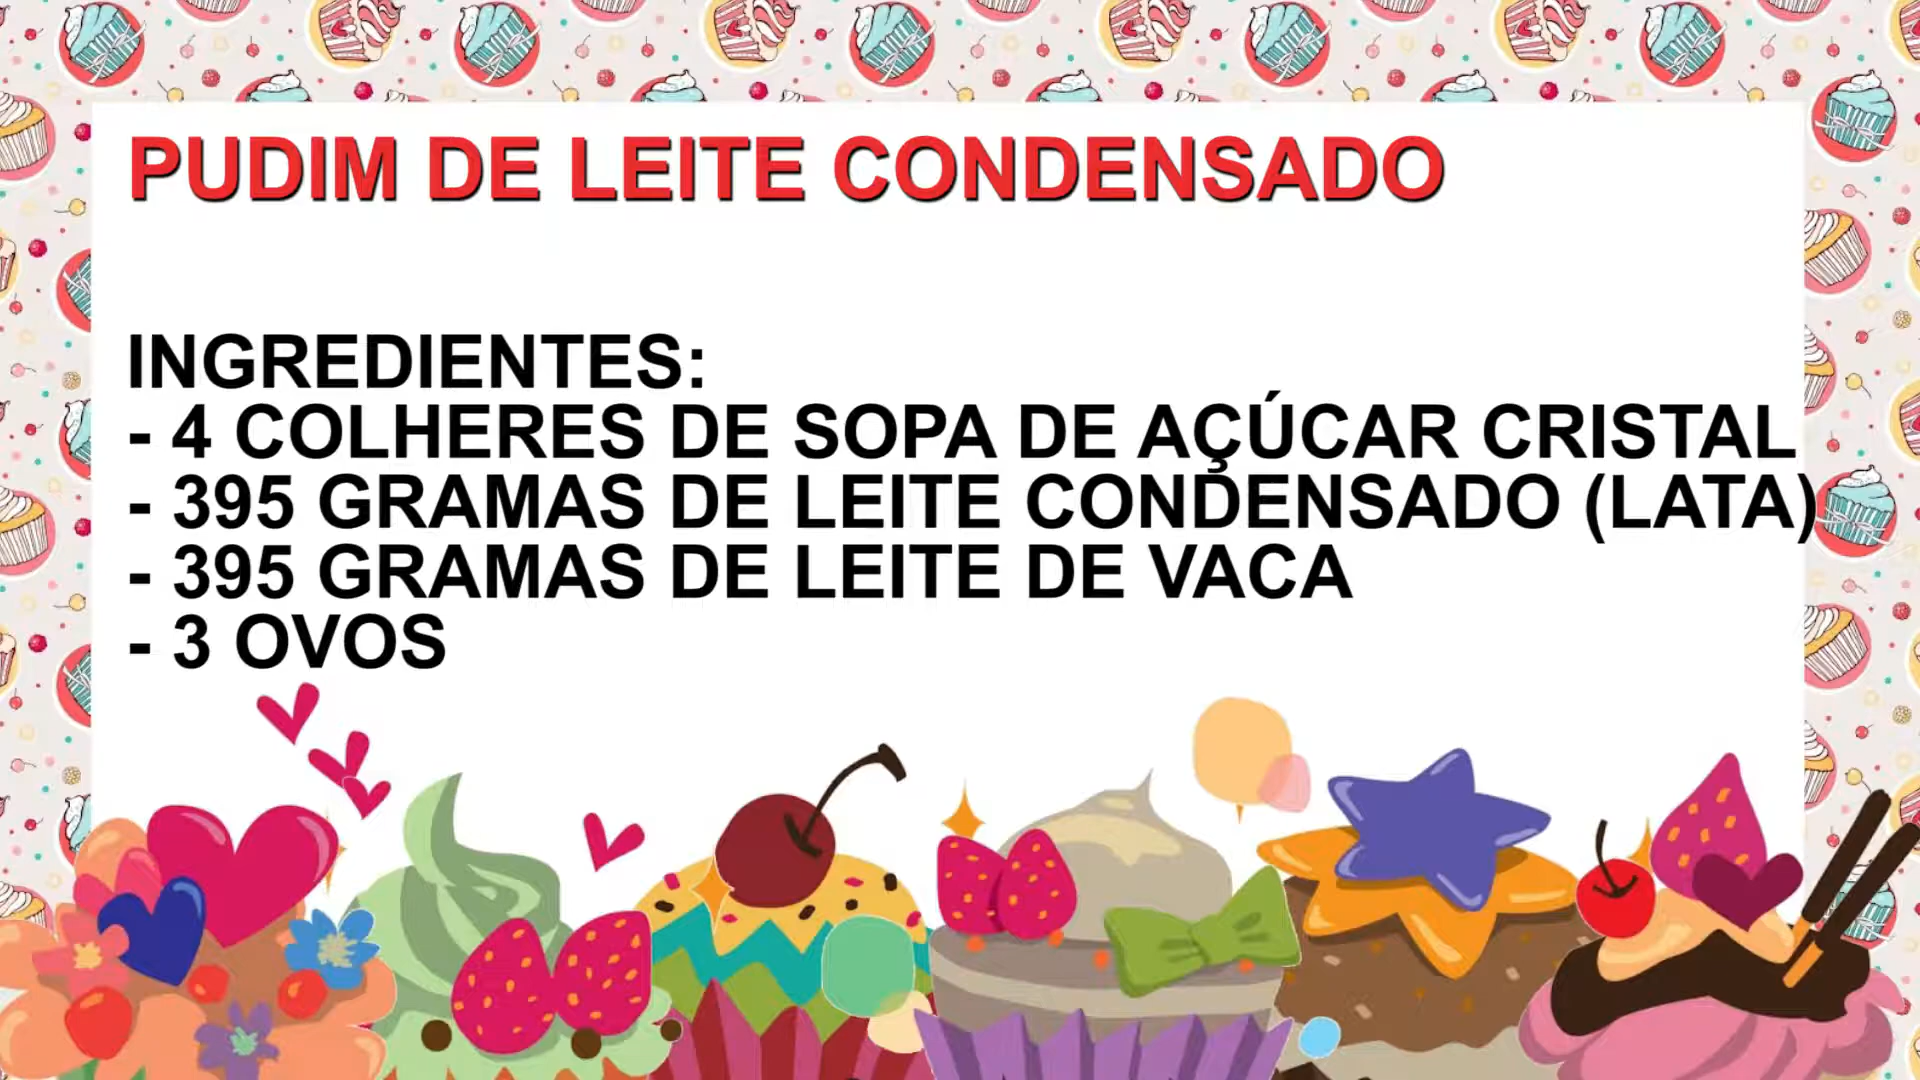 PUDIM DE LEITE CONDENSADO
INGREDIENTES:
- 4 COLHERES DE SOPA DE AÇÚCAR CRISTAL
- 395 GRAMAS DE LEITE CONDENSADO (LATA)
- 395 GRAMAS DE LEITE DE VACA
- 3 OVOS